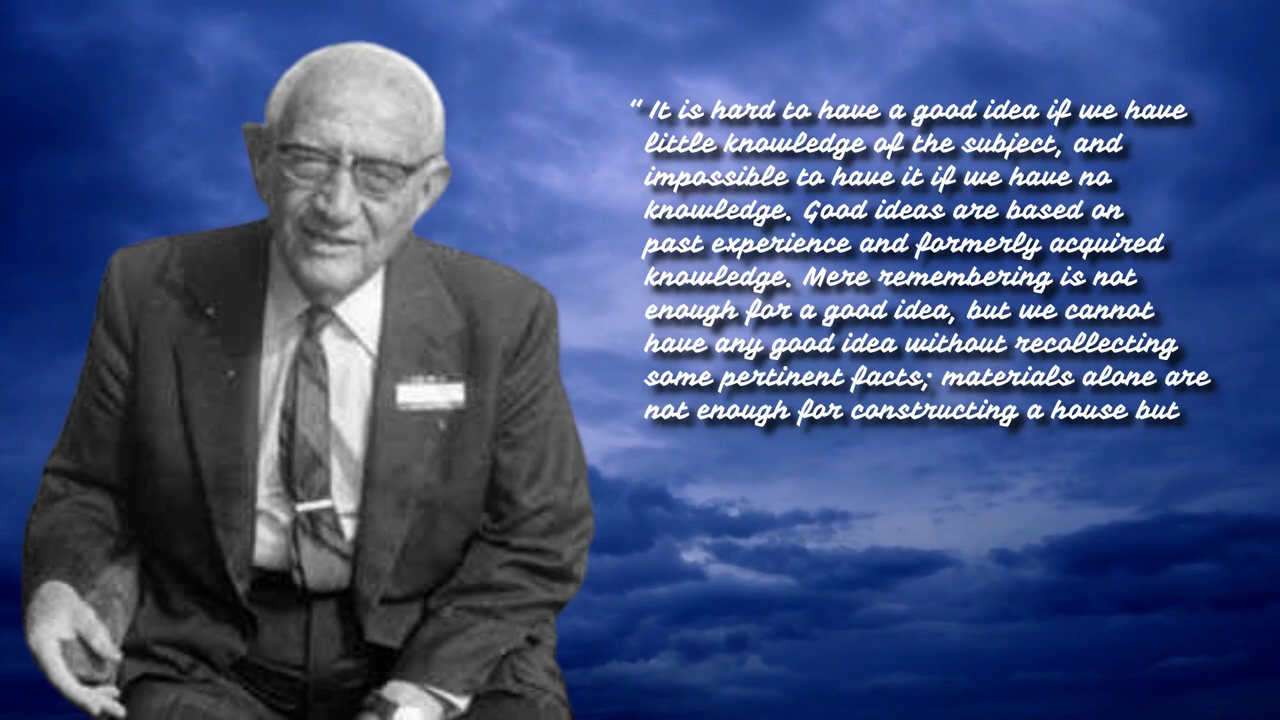 “ It is hard to have a good idea if we have
little knowledge of the subject, and
impossible to have it if we have no
knowledge. Good ideas are based on
past experience and formerly acquired
knowledge. Mere remembering is not
enough for a good idea, but we cannot
have any good idea without recollecting
some pertinent facts; materials alone are
not enough for constructing a house but